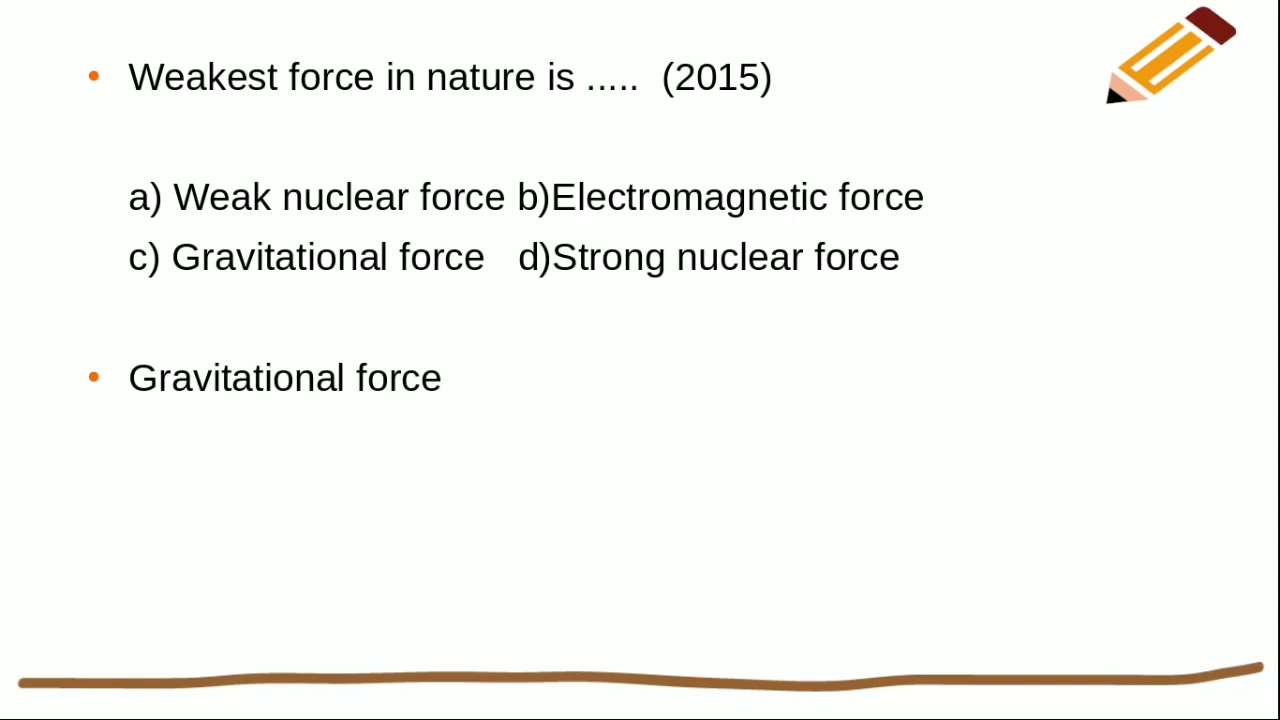 • Weakest force in nature is ..... (2015)
a) Weak nuclear force b)Electromagnetic force
c) Gravitational force d)Strong nuclear force
• Gravitational force